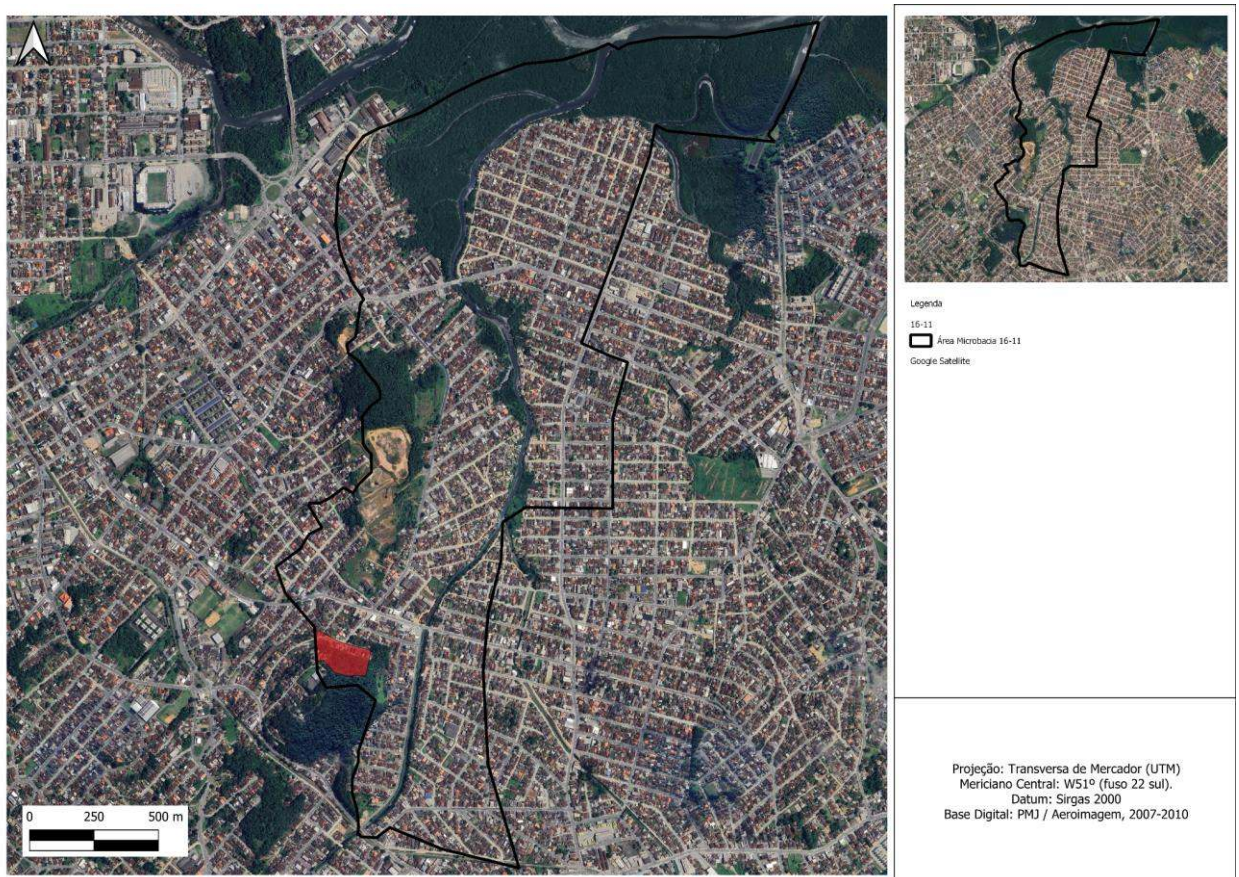 0 250 500 m
Legenda
16-11
Área Microbacia 16-11
Google Satellite
Projeção: Transversa de Mercador (UTM)
Mericiano Central: W51º (fuso 22 sul).
Datum: Sirgas 2000
Base Digital: PMJ / Aeroimagem, 2007-2010